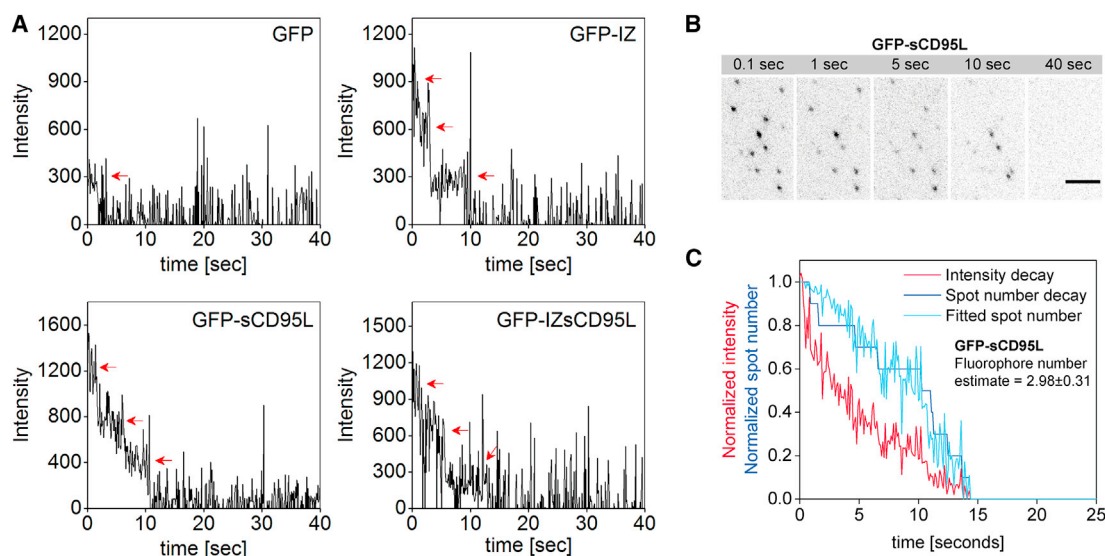 A
GFP
1200
900
600
300
0
Intensity
0 10 20 30 40
time [sec]
GFP-IZ
1200
900
600
300
0
Intensity
0 10 20 30 40
time [sec]
GFP-sCD95L
1600
1200
800
400
0
Intensity
0 10 20 30 40
time [sec]
GFP-IZsCD95L
1500
1200
900
600
300
0
Intensity
0 10 20 30 40
time [sec]
B
GFP-sCD95L
0.1 sec 1 sec 5 sec 10 sec 40 sec
C
Normalized intensity
Normalized spot number
1.0
0.8
0.6
0.4
0.2
0.0
Intensity decay
Spot number decay
Fitted spot number
GFP-sCD95L
Fluorophore number
estimate = 2.98±0.31
0 5 10 15 20 25
time [seconds]